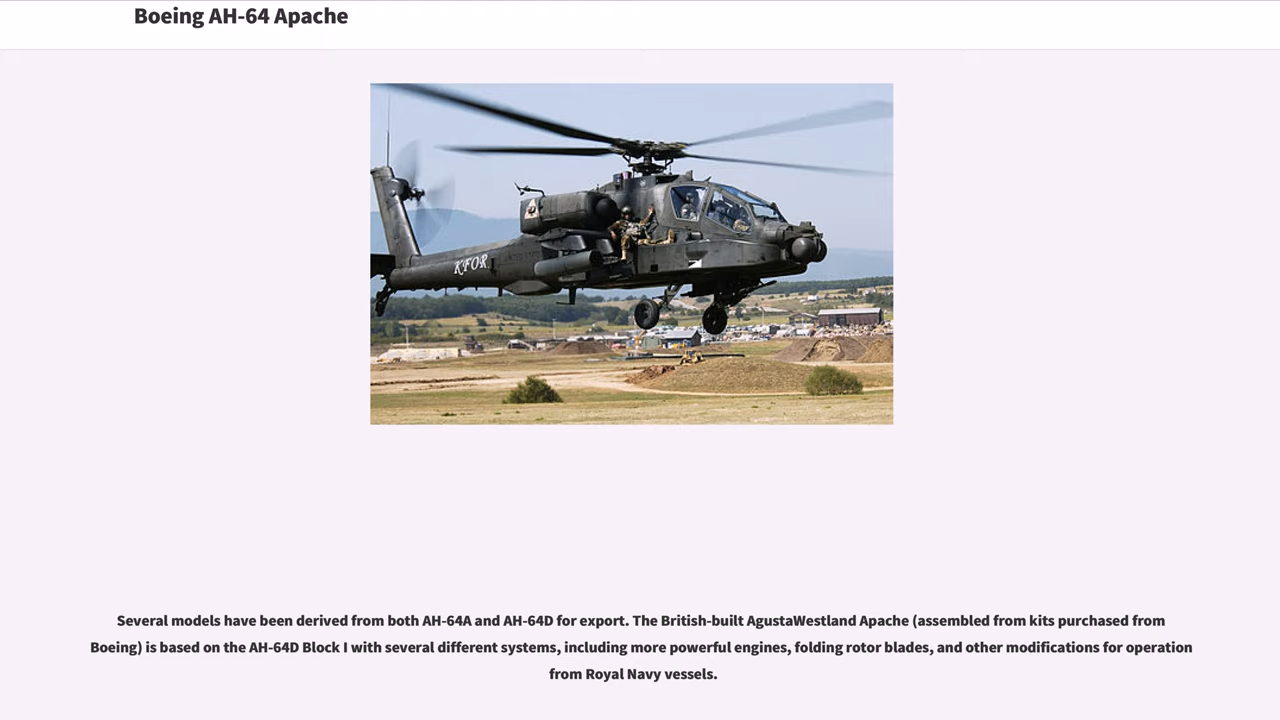 Boeing AH-64 Apache
KFOR
Several models have been derived from both AH-64A and AH-64D for export. The British-built AgustaWestland Apache (assembled from kits purchased from
Boeing) is based on the AH-64D Block I with several different systems, including more powerful engines, folding rotor blades, and other modifications for operation
from Royal Navy vessels.